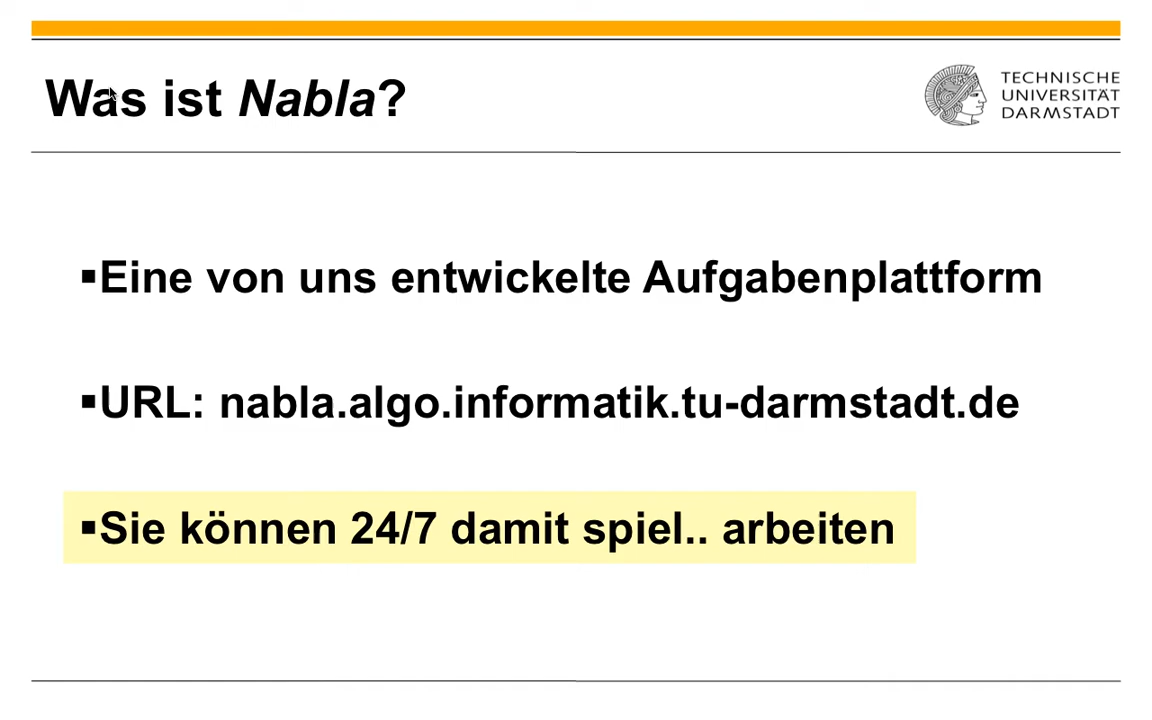 Was ist Nabla?
TECHNISCHE
UNIVERSITÄT
DARMSTADT
▪Eine von uns entwickelte Aufgabenplattform
▪URL: nabla.algo.informatik.tu-darmstadt.de
▪Sie können 24/7 damit spiel.. arbeiten